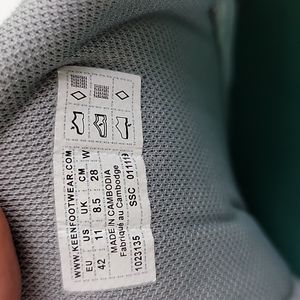 WWW.KEENFOOTWEAR.COM
EU US UK CM W
42 11 8.5 28
MADE IN CAMBODIA
Fabriqué au Cambodge
1023135 SSC